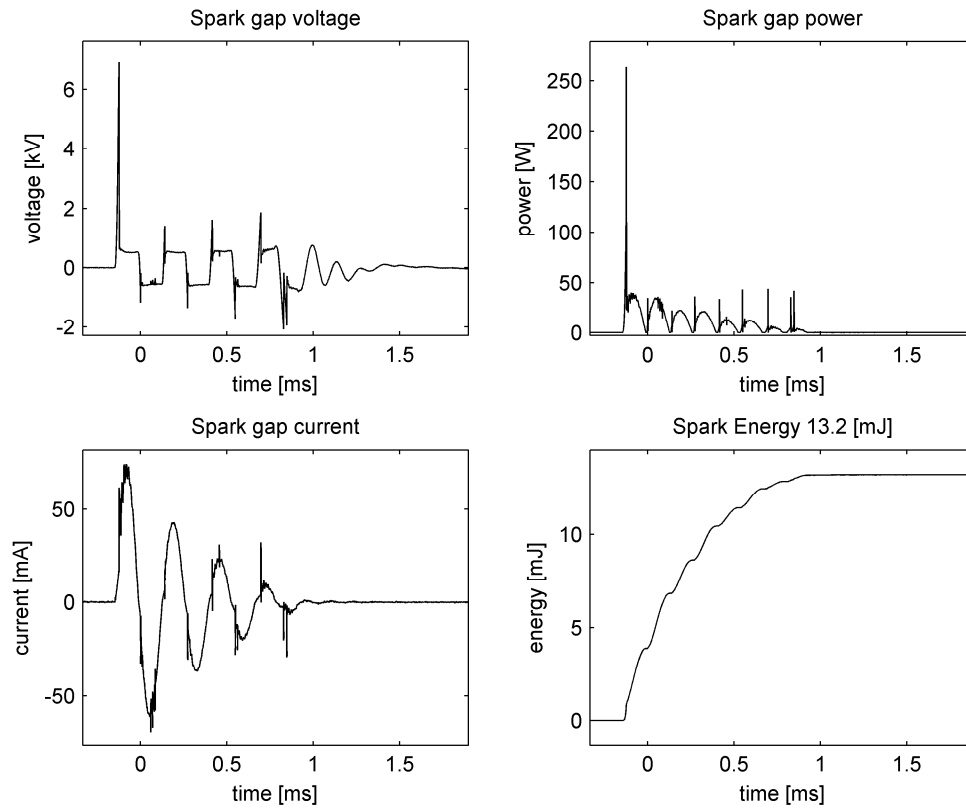 Spark gap voltage
6
4
2
0
-2
voltage [kV]
0
0.5
1
1.5
time [ms]
Spark gap power
250
200
150
100
50
0
power [W]
0
0.5
1
1.5
time [ms]
Spark gap current
50
0
-50
current [mA]
0
0.5
1
1.5
time [ms]
Spark Energy 13.2 [mJ]
10
5
0
energy [mJ]
0
0.5
1
1.5
time [ms]